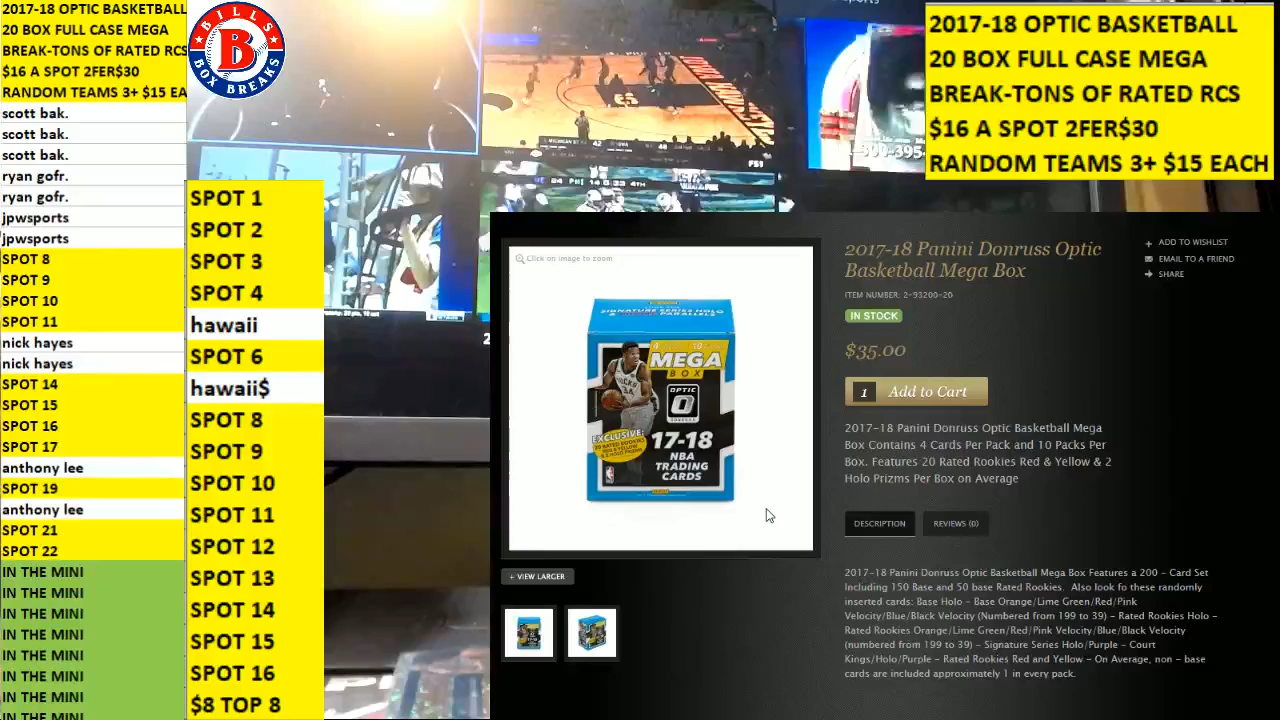 2017-18 OPTIC BASKETBALL
20 BOX FULL CASE MEGA
BREAK-TONS OF RATED RCS
$16 A SPOT 2FER$30
RANDOM TEAMS 3+ $15 EA
scott bak.
scott bak.
scott bak.
ryan gofr.
ryan gofr.
jpwsports
jpwsports
SPOT 8
SPOT 9
SPOT 10
SPOT 11
nick hayes
nick hayes
SPOT 14
SPOT 15
SPOT 16
SPOT 17
anthony lee
SPOT 19
anthony lee
SPOT 21
SPOT 22
IN THE MINI
IN THE MINI
IN THE MINI
IN THE MINI
IN THE MINI
IN THE MINI
IN THE MINI
IN THE MINI
BILLS
B
BOX BREAKS
SPOT 1
SPOT 2
SPOT 3
SPOT 4
hawaii
SPOT 6
hawaii$
SPOT 8
SPOT 9
SPOT 10
SPOT 11
SPOT 12
SPOT 13
SPOT 14
SPOT 15
SPOT 16
$8 TOP 8
2017-18 OPTIC BASKETBALL
20 BOX FULL CASE MEGA
BREAK-TONS OF RATED RCS
$16 A SPOT 2FER$30
RANDOM TEAMS 3+ $15 EACH
FS1
Click on image to zoom
SIGNATURE SERIES HOLO
PARALLELS
MEGA
BOX
OPTIC
EXCLUSIVE:
17-18
NBA
TRADING
CARDS
+ VIEW LARGER
2017-18 Panini Donruss Optic
Basketball Mega Box
ITEM NUMBER: 2-93200-20
IN STOCK
$35.00
1 Add to Cart
2017-18 Panini Donruss Optic Basketball Mega
Box Contains 4 Cards Per Pack and 10 Packs Per
Box. Features 20 Rated Rookies Red & Yellow & 2
Holo Prizms Per Box on Average
DESCRIPTION
REVIEWS (0)
2017-18 Panini Donruss Optic Basketball Mega Box Features a 200 - Card Set
Including 150 Base and 50 base Rated Rookies. Also look fo these randomly
inserted cards: Base Holo - Base Orange/Lime Green/Red/Pink
Velocity/Blue/Black Velocity (Numbered from 199 to 39) - Rated Rookies Holo -
Rated Rookies Orange/Lime Green/Red/Pink Velocity/Blue/Black Velocity
(numbered from 199 to 39) - Signature Series Holo/Purple - Court
Kings/Holo/Purple - Rated Rookies Red and Yellow - On Average, non - base
cards are included approximately 1 in every pack.
+ ADD TO WISHLIST
EMAIL TO A FRIEND
SHARE